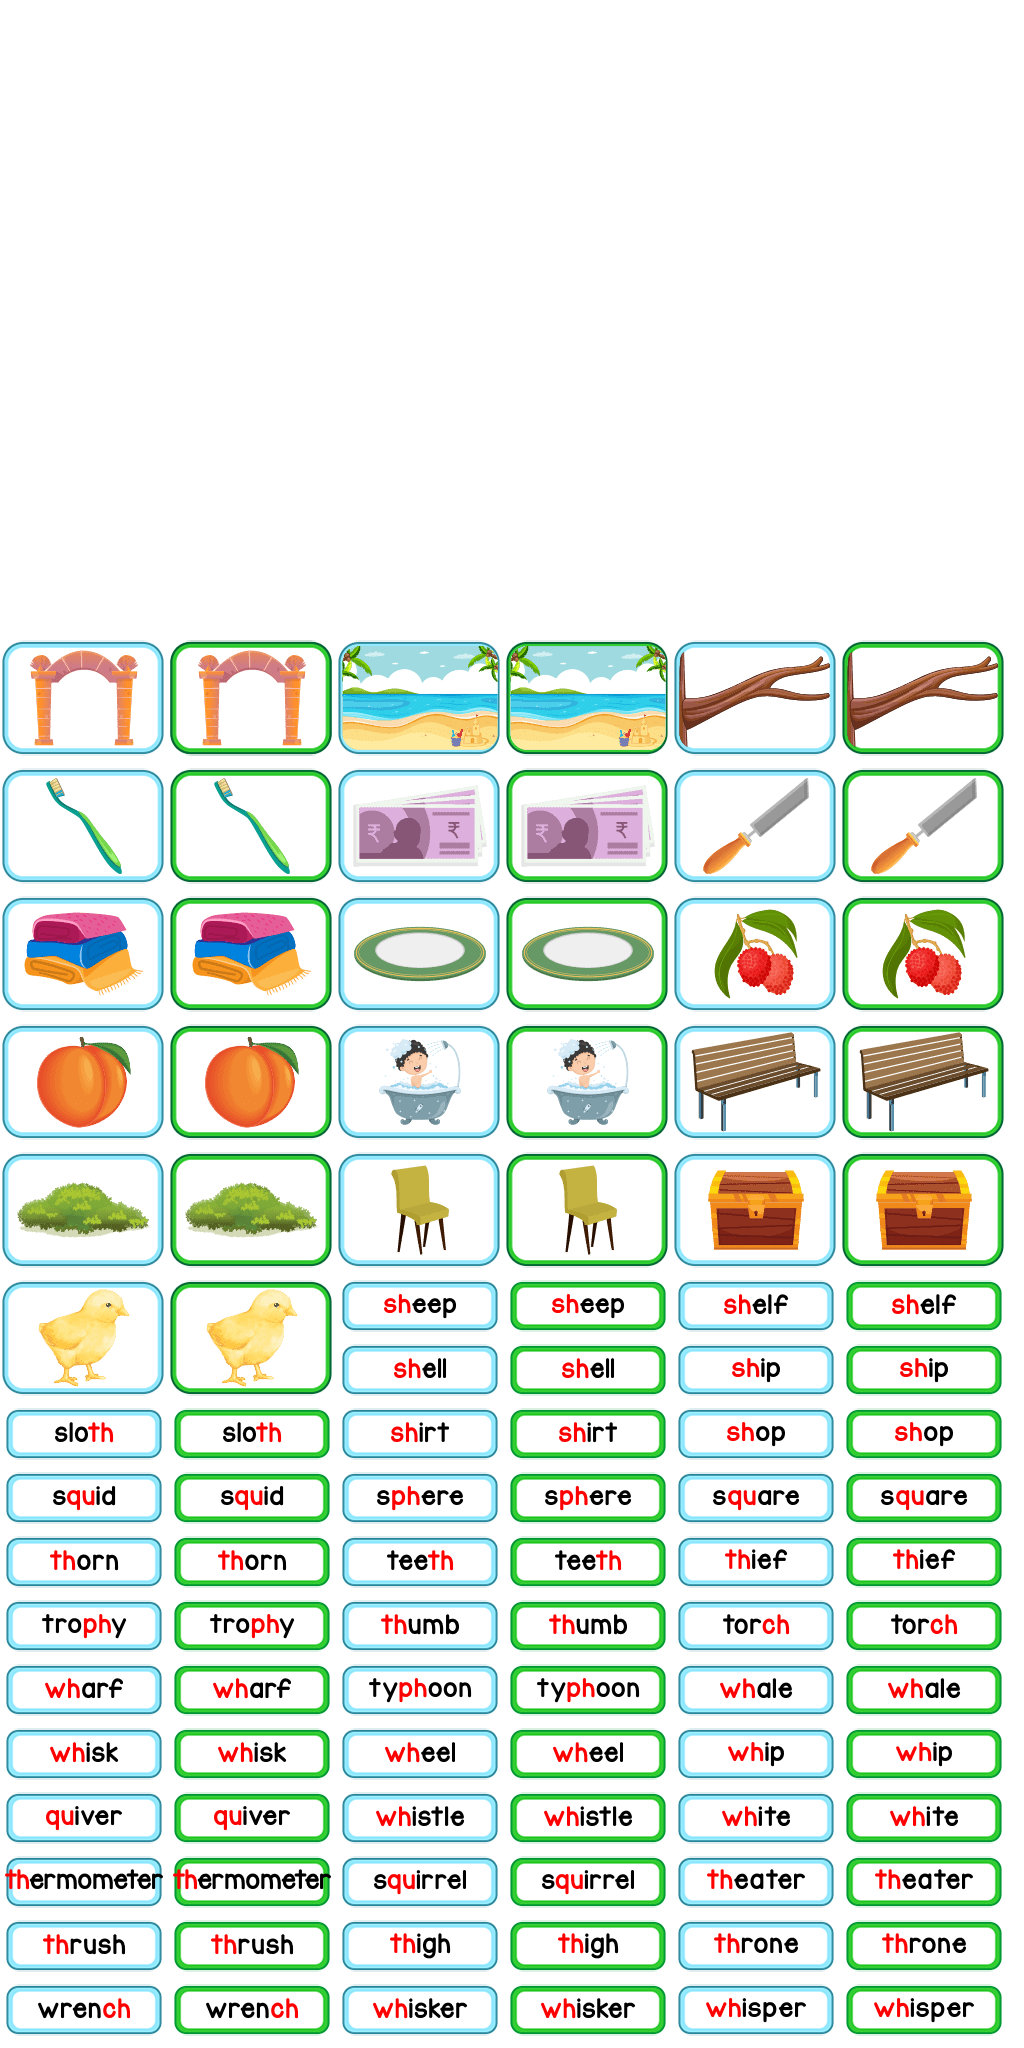 sheep sheep shelf shelf
shell shell ship ship
sloth sloth shirt shirt shop shop
squid squid sphere sphere square square
thorn thorn teeth teeth thief thief
trophy trophy thumb thumb torch torch
wharf wharf typhoon typhoon whale whale
whisk whisk wheel wheel whip whip
quiver quiver whistle whistle white white
thermometer thermometer squirrel squirrel theater theater
thrush thrush thigh thigh throne throne
wrench wrench whisker whisker whisper whisper